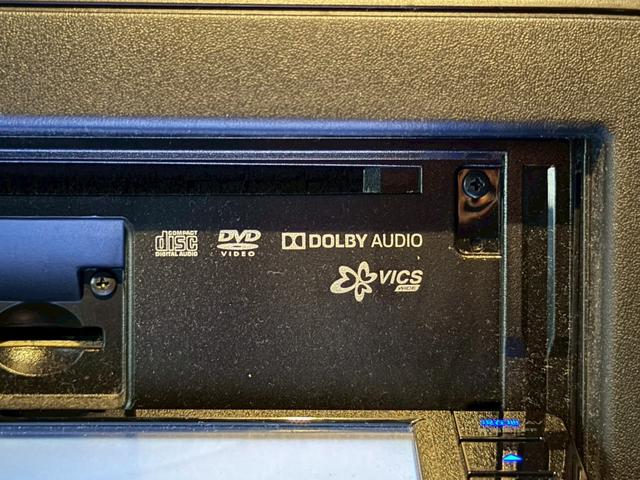 COMPACT
disc
DIGITAL AUDIO
DVD
VIDEO
DOLBY AUDIO
VICS
WIDE